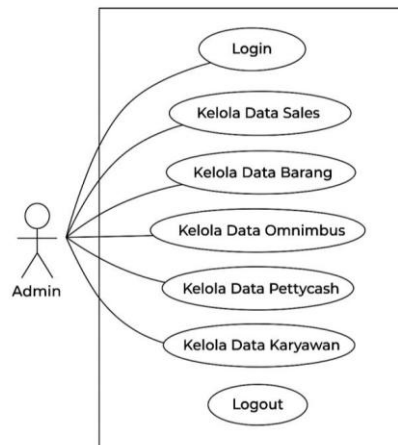 Login
Kelola Data Sales
Kelola Data Barang
Kelola Data Omnimbus
Kelola Data Pettycash
Kelola Data Karyawan
Logout
Admin